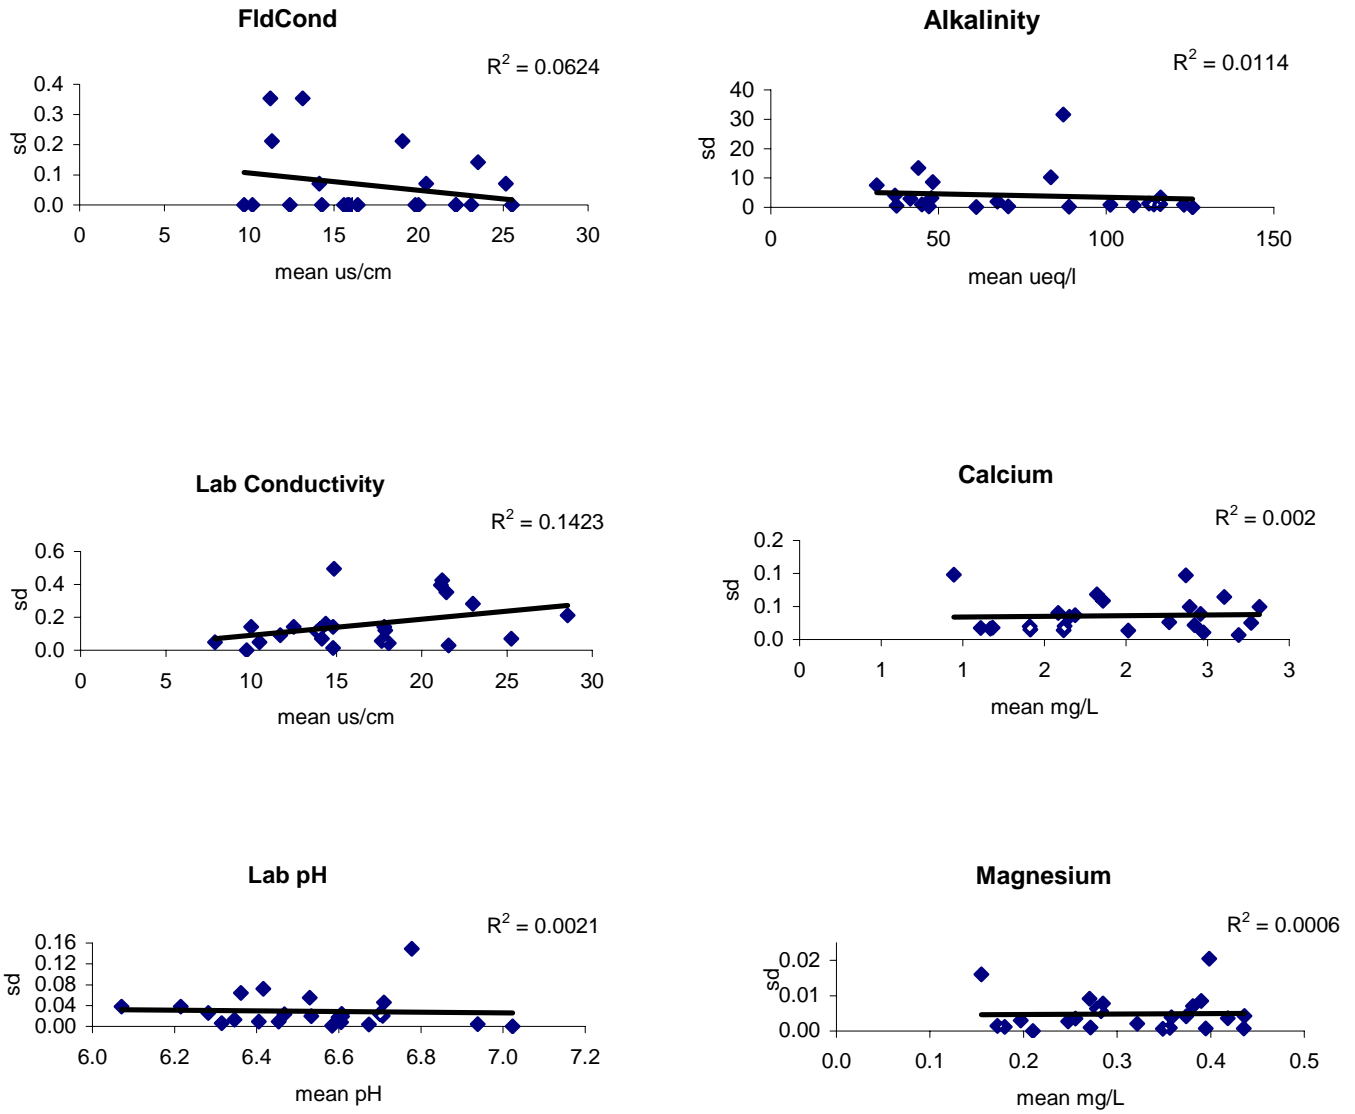 FldCond
R² = 0.0624
0.4
0.3
0.2
0.1
0.0
sd
0 5 10 15 20 25 30
mean us/cm
Alkalinity
R² = 0.0114
40
30
20
10
0
sd
0 50 100 150
mean ueq/l
Lab Conductivity
R² = 0.1423
0.6
0.4
0.2
0.0
sd
0 5 10 15 20 25 30
mean us/cm
Calcium
R² = 0.002
0.2
0.1
0.1
0.0
sd
0 1 1 2 2 3 3
mean mg/L
Lab pH
R² = 0.0021
0.16
0.12
0.08
0.04
0.00
sd
6.0 6.2 6.4 6.6 6.8 7.0 7.2
mean pH
Magnesium
R² = 0.0006
0.02
0.01
0.00
sd
0.0 0.1 0.2 0.3 0.4 0.5
mean mg/L